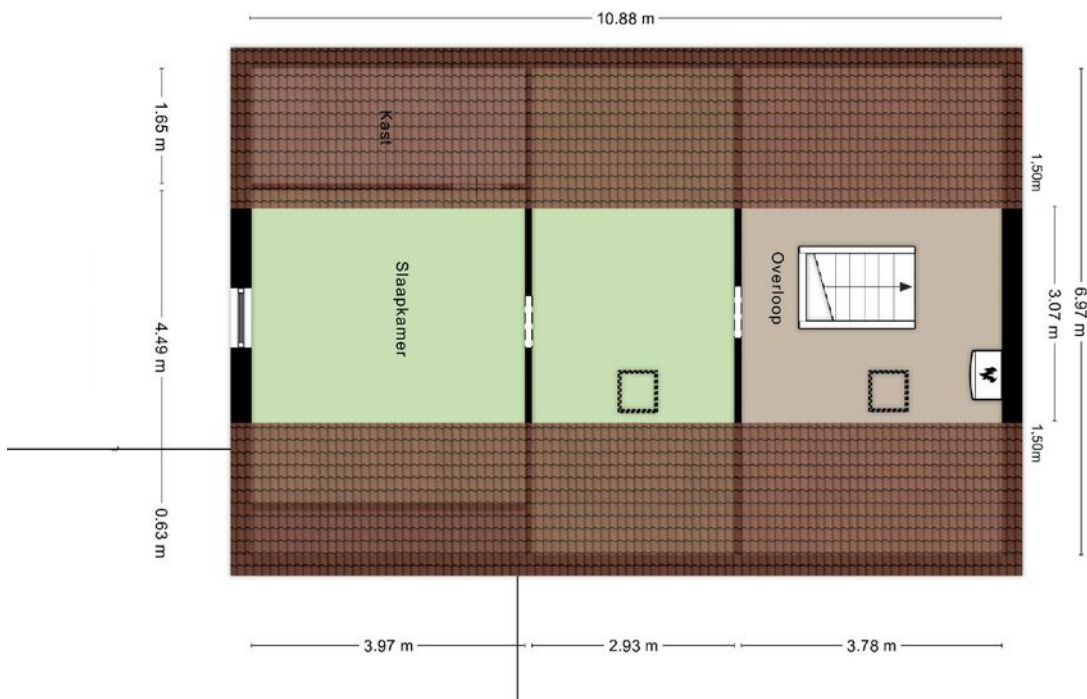 10.88 m
1.65 m
Kast
1,50m
Slaapkamer
Overloop
4.49 m
3.07 m
6.97 m
1,50m
0.63 m
3.97 m
2.93 m
3.78 m